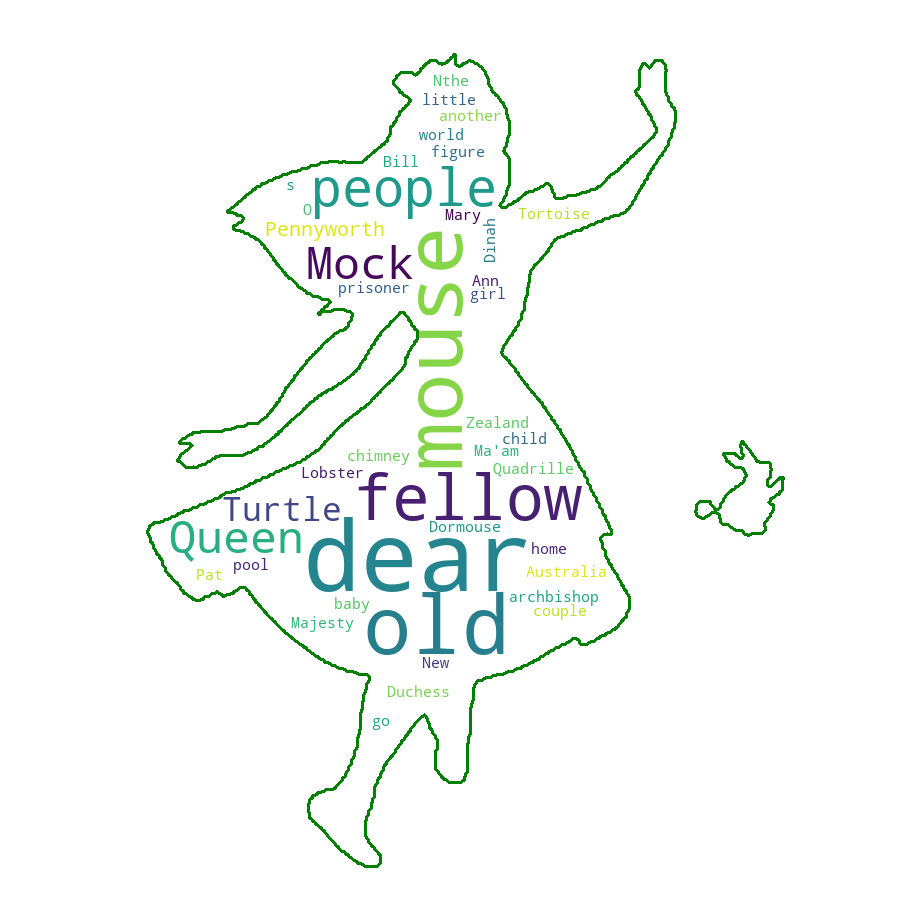 Nthe
little
another
world
figure
Bill
people
s
O
Mary
Tortoise
Pennyworth
Dinah
Mock
mouse
prisoner
Ann
girl
Zealand
child
Ma'am
chimney
Quadrille
Lobster
fellow
Turtle
Dormouse
Queen
dear
home
pool
Pat
Australia
archbishop
baby
couple
Majesty
old
New
Duchess
go